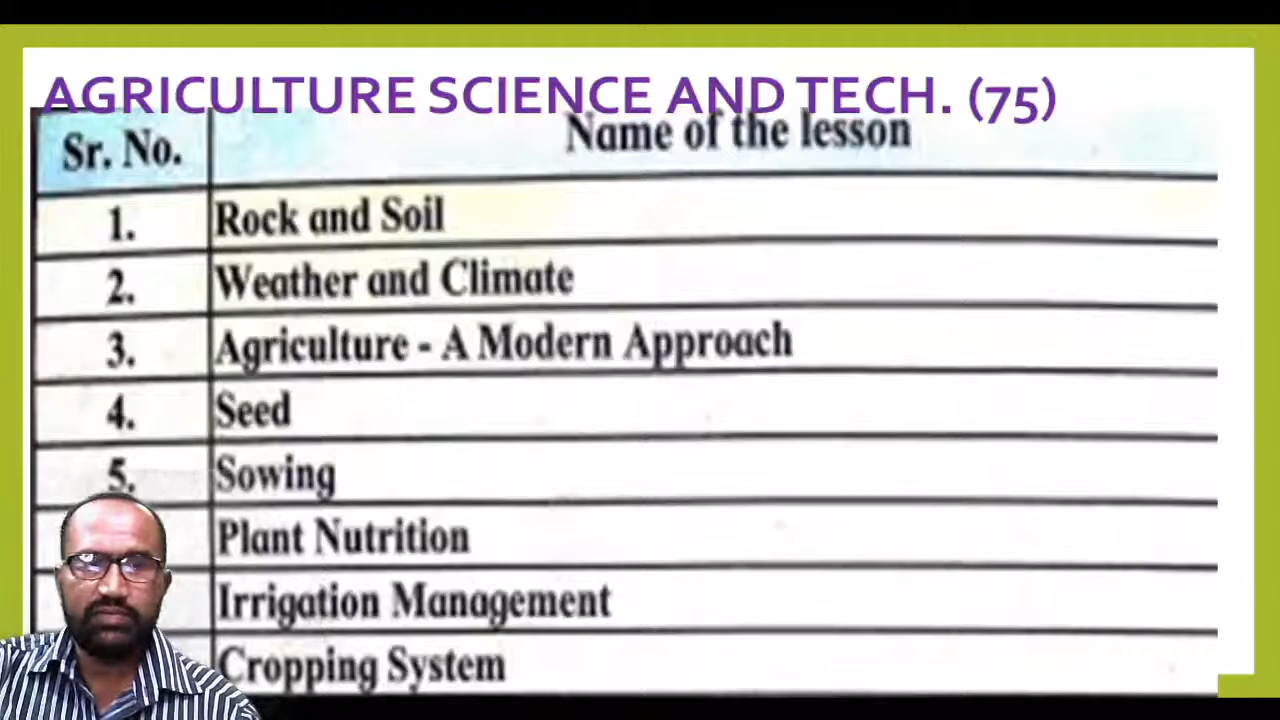 AGRICULTURE SCIENCE AND TECH. (75)
Sr. No. Name of the lesson
1. Rock and Soil
2. Weather and Climate
3. Agriculture - A Modern Approach
4. Seed
5. Sowing
Plant Nutrition
Irrigation Management
Cropping System